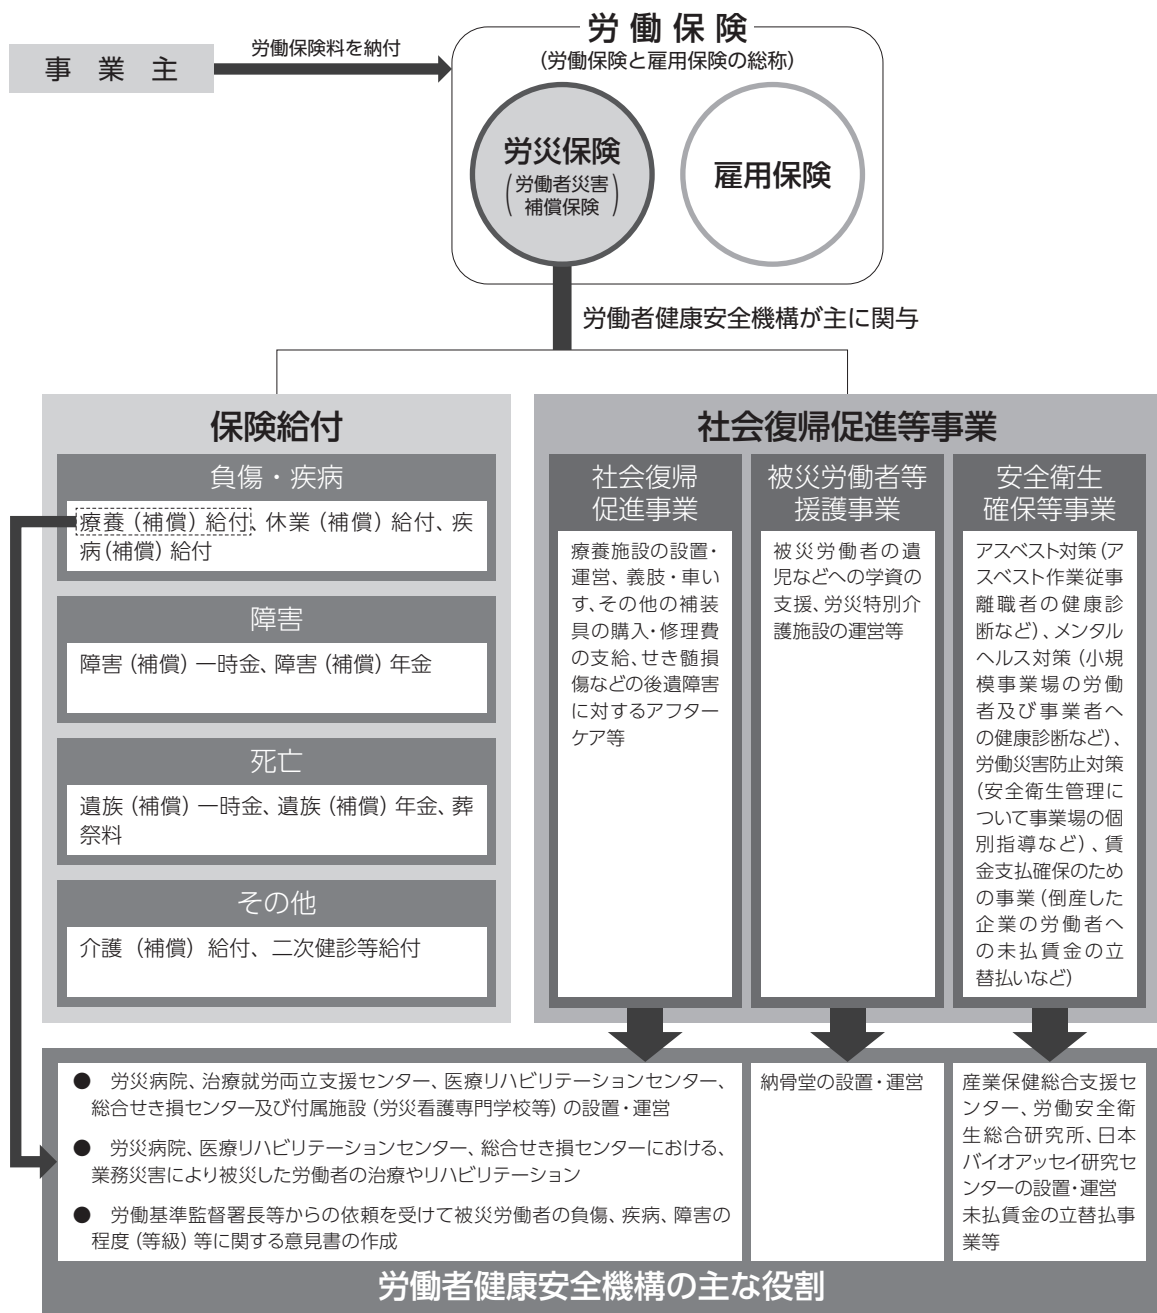 事業主
労働保険料を納付
労働保険
(労働保険と雇用保険の総称)
労災保険
(労働者災害
補償保険)
雇用保険
労働者健康安全機構が主に関与
保険給付
負傷・疾病
療養(補償)給付、休業(補償)給付、疾
病(補償)給付
障害
障害(補償)一時金、障害(補償)年金
死亡
遺族(補償)一時金、遺族(補償)年金、葬
祭料
その他
介護(補償)給付、二次健診等給付
社会復帰促進等事業
社会復帰
促進事業
療養施設の設置・
運営、義肢・車い
す、その他の補装
具の購入・修理費
の支給、せき髄損
傷などの後遺障害
に対するアフター
ケア等
被災労働者等
援護事業
被災労働者の遺
児などへの学資の
支援、労災特別介
護施設の運営等
安全衛生
確保等事業
アスベスト対策(ア
スベスト作業従事
離職者の健康診
断など)、メンタル
ヘルス対策(小規
模事業場の労働
者及び事業者へ
の健康診断など)、
労働災害防止対策
(安全衛生管理に
ついて事業場の個
別指導など)、賃
金支払確保のため
の事業(倒産した
企業の労働者へ
の未払賃金の立
替払いなど)
● 労災病院、治療就労両立支援センター、医療リハビリテーションセンター、
総合せき損センター及び付属施設(労災看護専門学校等)の設置・運営
● 労災病院、医療リハビリテーションセンター、総合せき損センターにおける、
業務災害により被災した労働者の治療やリハビリテーション
● 労働基準監督署長等からの依頼を受けて被災労働者の負傷、疾病、障害の
程度(等級)等に関する意見書の作成
納骨堂の設置・運営
産業保健総合支援セ
ンター、労働安全衛
生総合研究所、日本
バイオアッセイ研究セ
ンターの設置・運営
未払賃金の立替払事
業等
労働者健康安全機構の主な役割